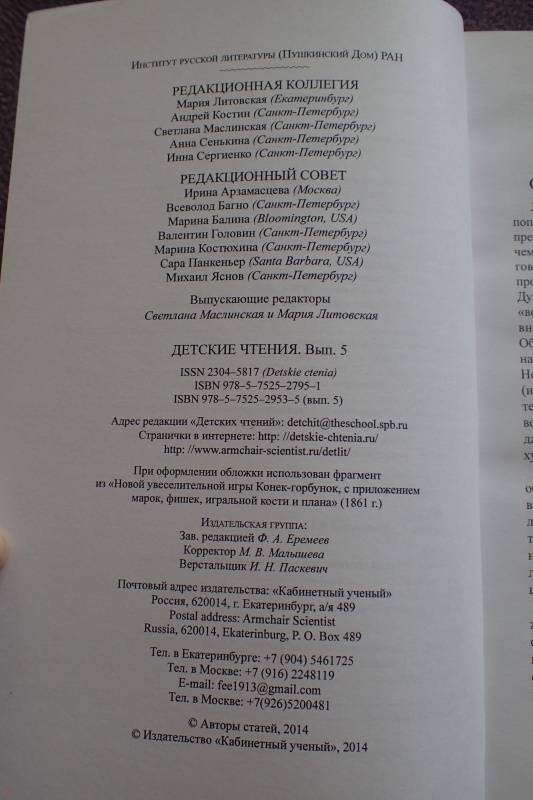 Институт русской литературы (Пушкинский Дом) РАН
РЕДАКЦИОННАЯ КОЛЛЕГИЯ
Мария Литовская (Екатеринбург)
Андрей Костин (Санкт-Петербург)
Светлана Маслинская (Санкт-Петербург)
Анна Сенькина (Санкт-Петербург)
Инна Сергиенко (Санкт-Петербург)
РЕДАКЦИОННЫЙ СОВЕТ
Ирина Арзамасцева (Москва)
Всеволод Багно (Санкт-Петербург)
Марина Балина (Bloomington, USA)
Валентин Головин (Санкт-Петербург)
Марина Костюхина (Санкт-Петербург)
Сара Панкеньер (Santa Barbara, USA)
Михаил Яснов (Санкт-Петербург)
Выпускающие редакторы
Светлана Маслинская и Мария Литовская
ДЕТСКИЕ ЧТЕНИЯ. Вып. 5
ISSN 2304–5817 (Detskie ctenia)
ISBN 978–5–7525–2795–1
ISBN 978–5–7525–2953–5 (вып. 5)
Адрес редакции «Детских чтений»: detchit@theschool.spb.ru
Странички в интернете: http: //detskie-chtenia.ru/
http: //www.armchair-scientist.ru/detlit/
При оформлении обложки использован фрагмент
из «Новой увеселительной игры Конек-горбунок, с приложением
марок, фишек, игральной кости и плана» (1861 г.)
Издательская группа:
Зав. редакцией Ф. А. Еремеев
Корректор М. В. Малышева
Верстальщик И. Н. Паскевич
Почтовый адрес издательства: «Кабинетный ученый»
Россия, 620014, г. Екатеринбург, а/я 489
Postal address: Armchair Scientist
Russia, 620014, Ekaterinburg, P. O. Box 489
Тел. в Екатеринбурге: +7 (904) 5461725
Тел. в Москве: +7 (916) 2248119
E-mail: fee1913@gmail.com
Тел. в Москве: +7(926)5200481
© Авторы статей, 2014
© Издательство «Кабинетный ученый», 2014